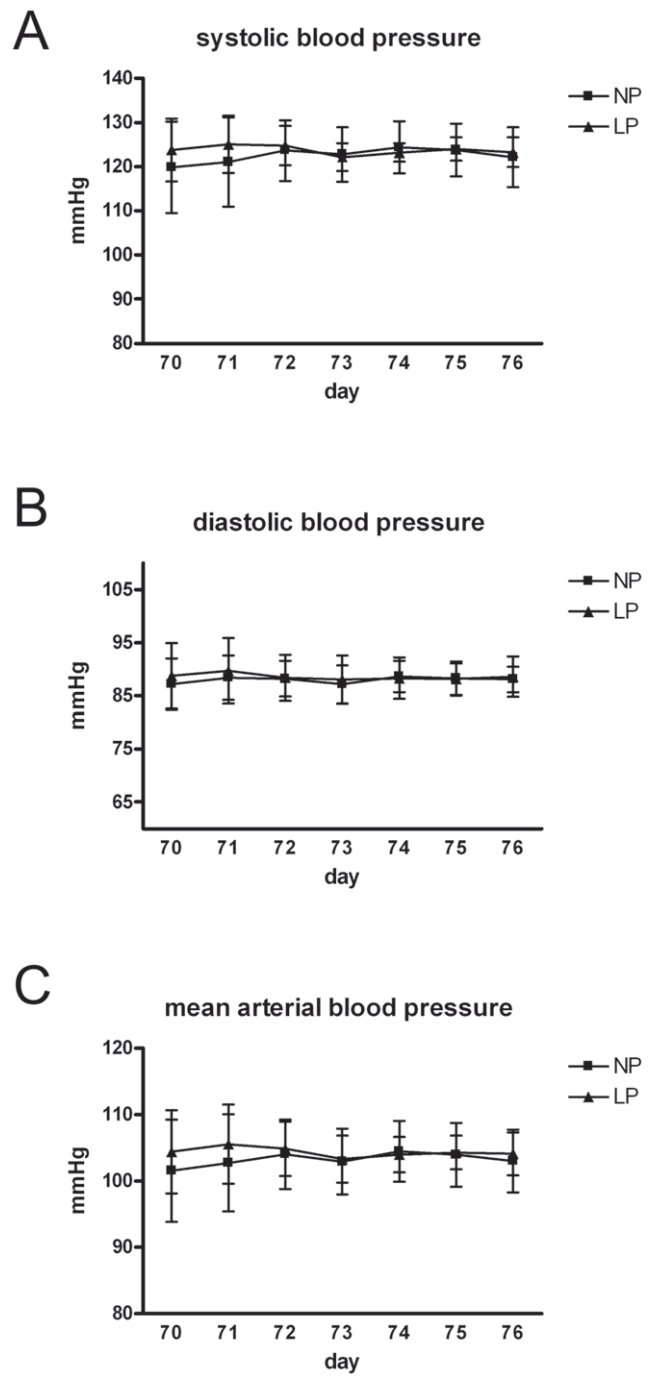 A
systolic blood pressure
140
130
120
110
100
90
80
mmHg
NP
LP
70 71 72 73 74 75 76
day
B
diastolic blood pressure
105
95
85
75
65
mmHg
NP
LP
70 71 72 73 74 75 76
day
C
mean arterial blood pressure
120
110
100
90
80
mmHg
NP
LP
70 71 72 73 74 75 76
day